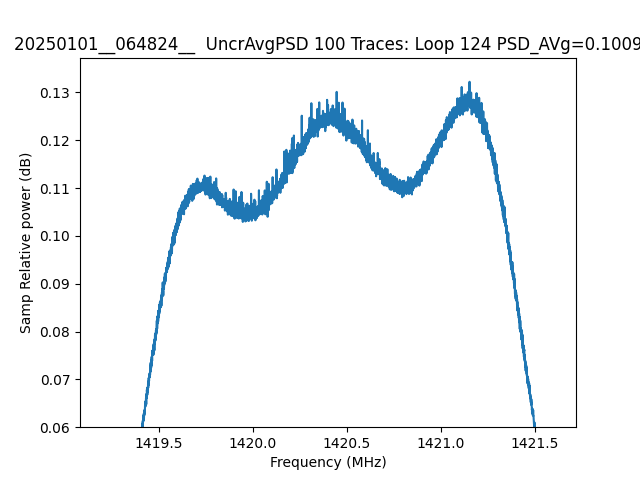 20250101__064824__  UncrAvgPSD 100 Traces: Loop 124 PSD_AVg=0.1009
Samp Relative power (dB)
0.13
0.12
0.11
0.10
0.09
0.08
0.07
0.06
1419.5 1420.0 1420.5 1421.0 1421.5
Frequency (MHz)